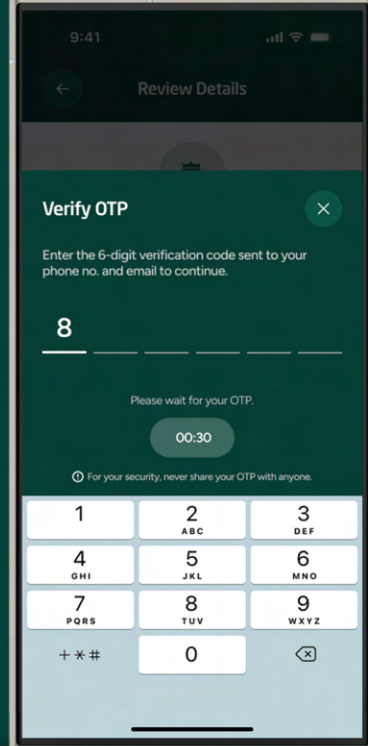 9:41
Review Details
Verify OTP
Enter the 6-digit verification code sent to your
phone no. and email to continue.
8
Please wait for your OTP.
00:30
For your security, never share your OTP with anyone.
1
2
ABC
3
DEF
4
GHI
5
JKL
6
MNO
7
PQRS
8
TUV
9
WXYZ
+*#
0